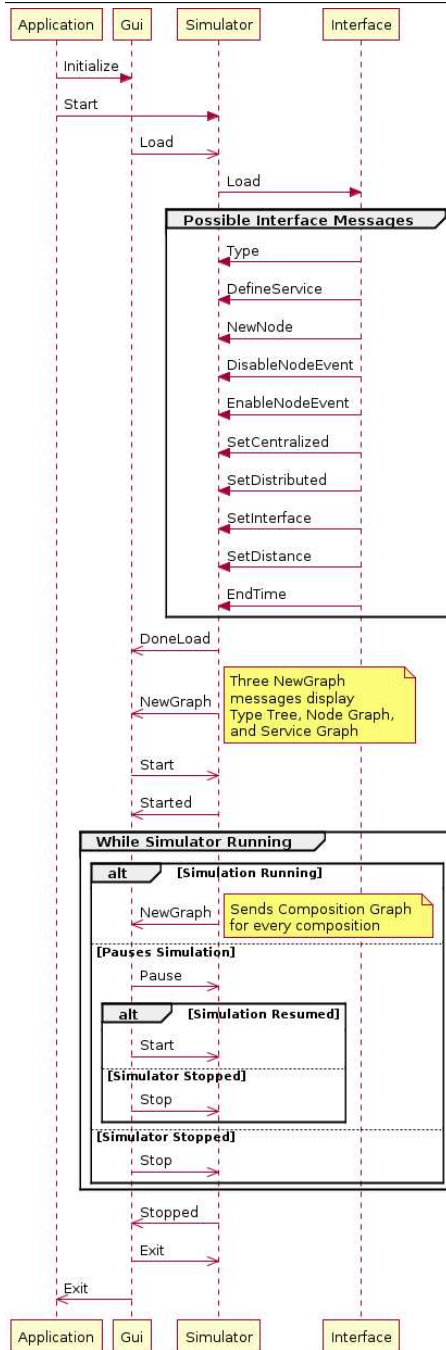 Application Gui Simulator Interface
Initialize
Start
Load
Load
Possible Interface Messages
Type
DefineService
NewNode
DisableNodeEvent
EnableNodeEvent
SetCentralized
SetDistributed
SetInterface
SetDistance
EndTime
DoneLoad
Three NewGraph
messages display
NewGraph
Type Tree, Node Graph,
and Service Graph
Start
Started
While Simulator Running
alt [Simulation Running]
NewGraph
Sends Composition Graph
for every composition
[Pauses Simulation]
Pause
alt [Simulation Resumed]
Start
[Simulator Stopped]
Stop
[Simulator Stopped]
Stop
Stopped
Exit
Exit
Application Gui Simulator Interface